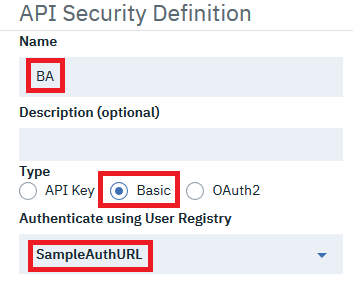 API Security Definition
Name
BA
Description (optional)
Type
API Key Basic OAuth2
Authenticate using User Registry
SampleAuthURL